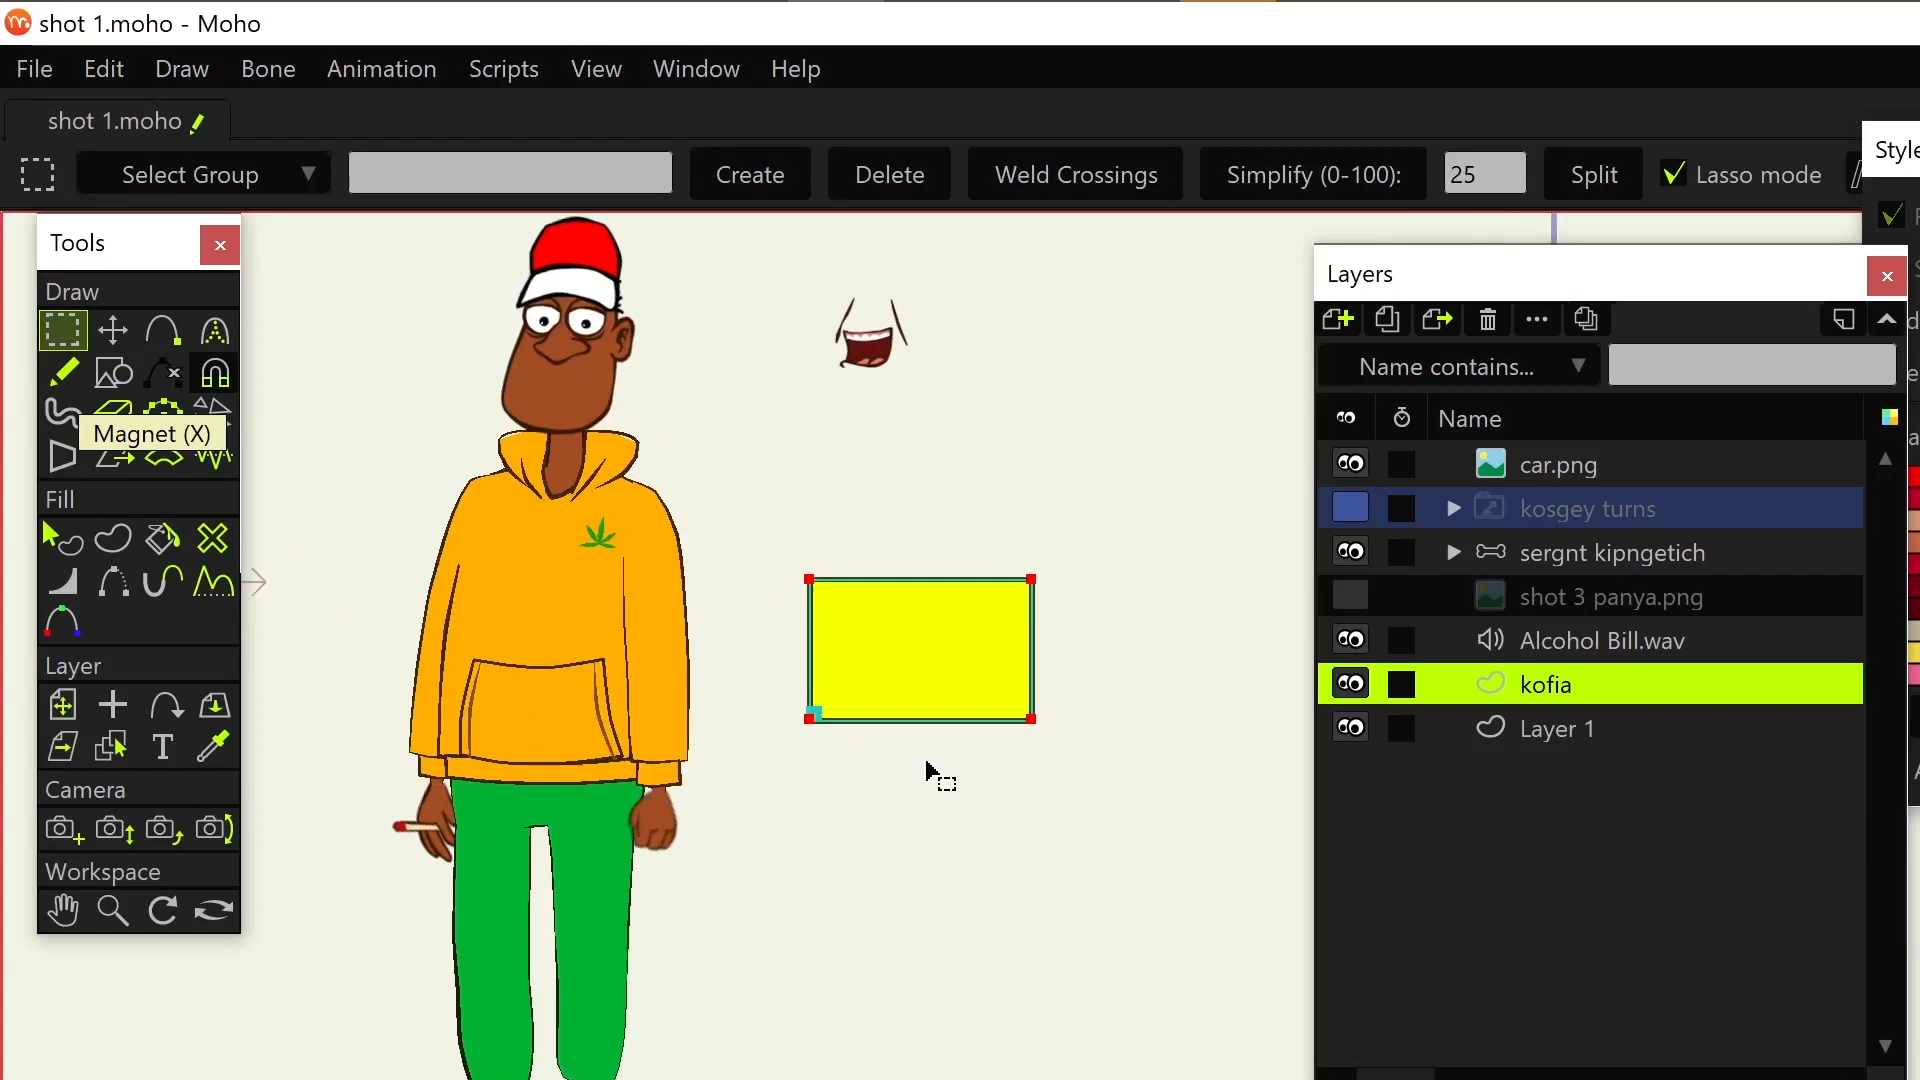 shot 1.moho - Moho
File Edit Draw Bone Animation Scripts View Window Help
shot 1.moho
Select Group Create Delete Weld Crossings Simplify (0-100): 25 Split Lasso mode
Style
Tools
Draw
Magnet (X)
Fill
Layer
Camera
Workspace
Layers
Name contains...
Name
car.png
kosgey turns
sergnt kipngetich
shot 3 panya.png
Alcohol Bill.wav
kofia
Layer 1